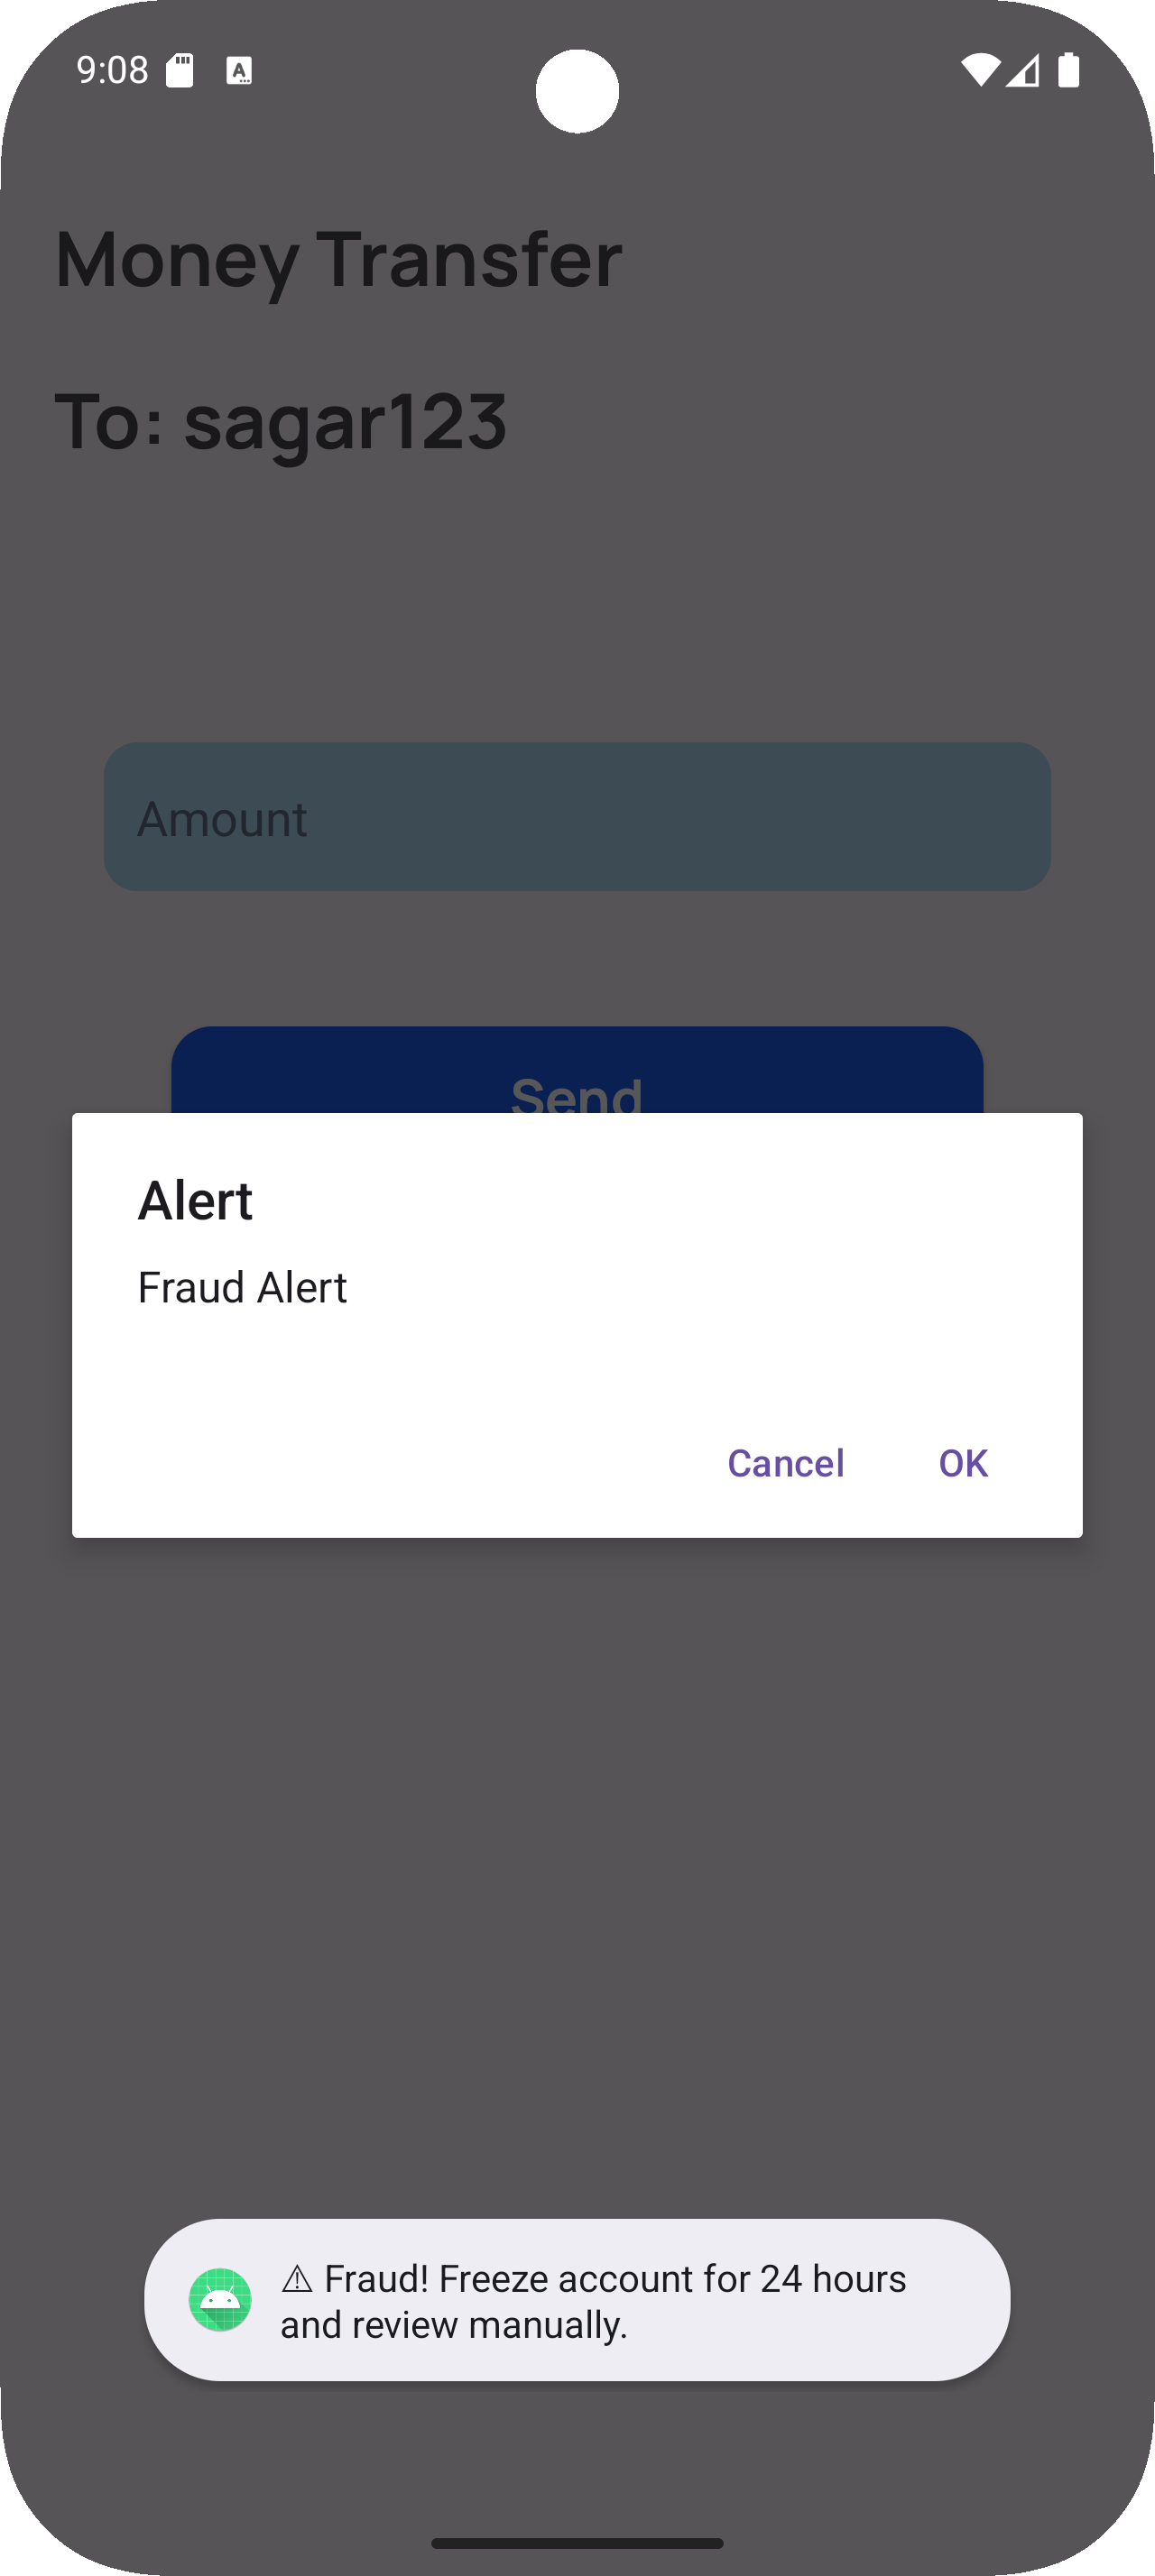 9:08
Money Transfer
To: sagar123
Amount
Send
Alert
Fraud Alert
Cancel OK
⚠ Fraud! Freeze account for 24 hours
and review manually.